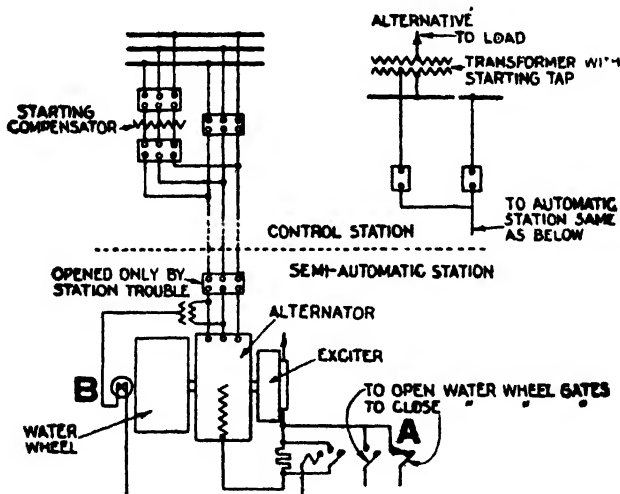 ALTERNATIVE
TO LOAD
TRANSFORMER WITH
STARTING TAP
STARTING
COMPENSATOR
TO AUTOMATIC
STATION SAME
AS BELOW
CONTROL STATION
SEMI-AUTOMATIC STATION
OPENED ONLY BY
STATION TROUBLE
ALTERNATOR
EXCITER
TO OPEN WATER WHEEL GATES
TO CLOSE " " "
A
B
M
WATER
WHEEL